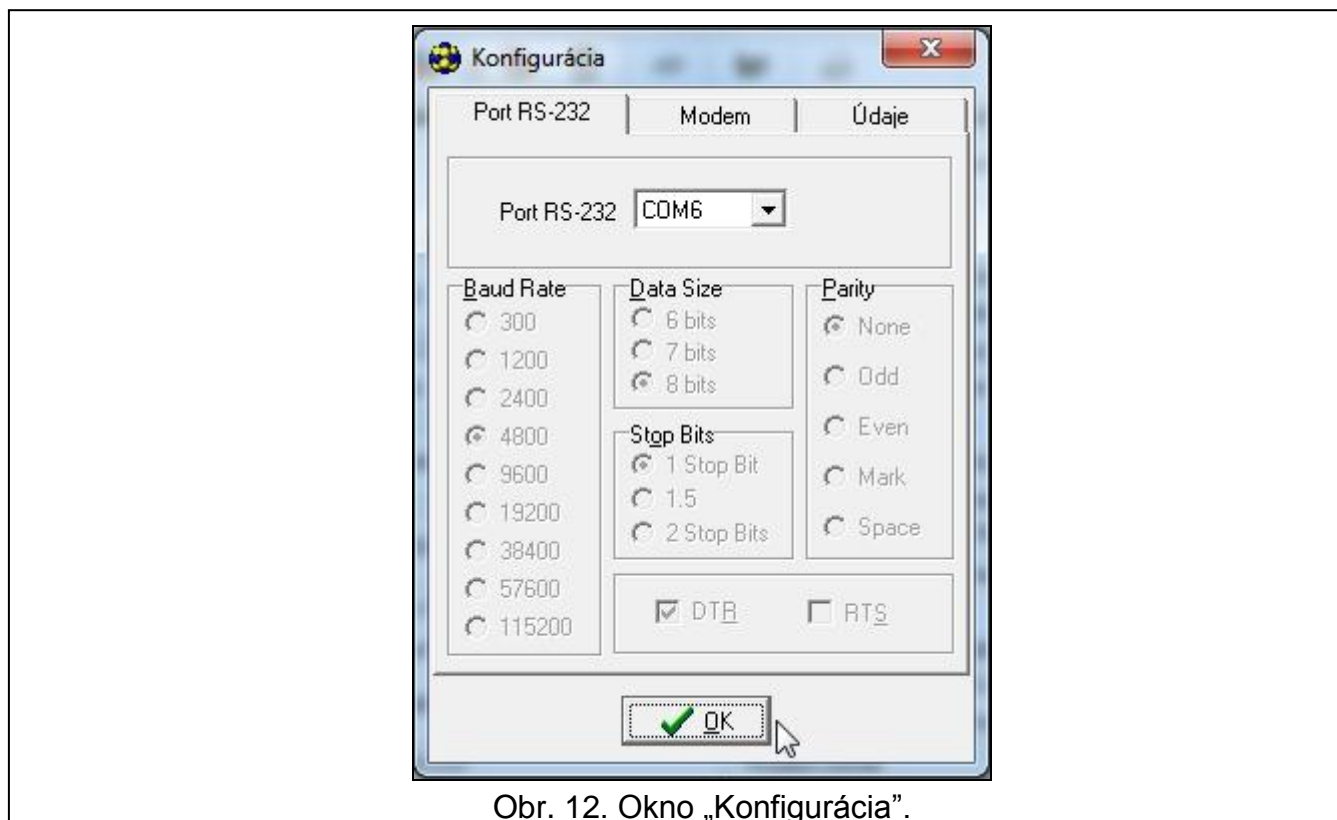 Konfigurácia
Port RS-232 Modem Údaje
Port RS-232 COM6
Baud Rate
300
1200
2400
4800
9600
19200
38400
57600
115200
Data Size
6 bits
7 bits
8 bits
Stop Bits
1 Stop Bit
1.5
2 Stop Bits
Parity
None
Odd
Even
Mark
Space
DTR RTS
OK
Obr. 12. Okno „Konfigurácia”.